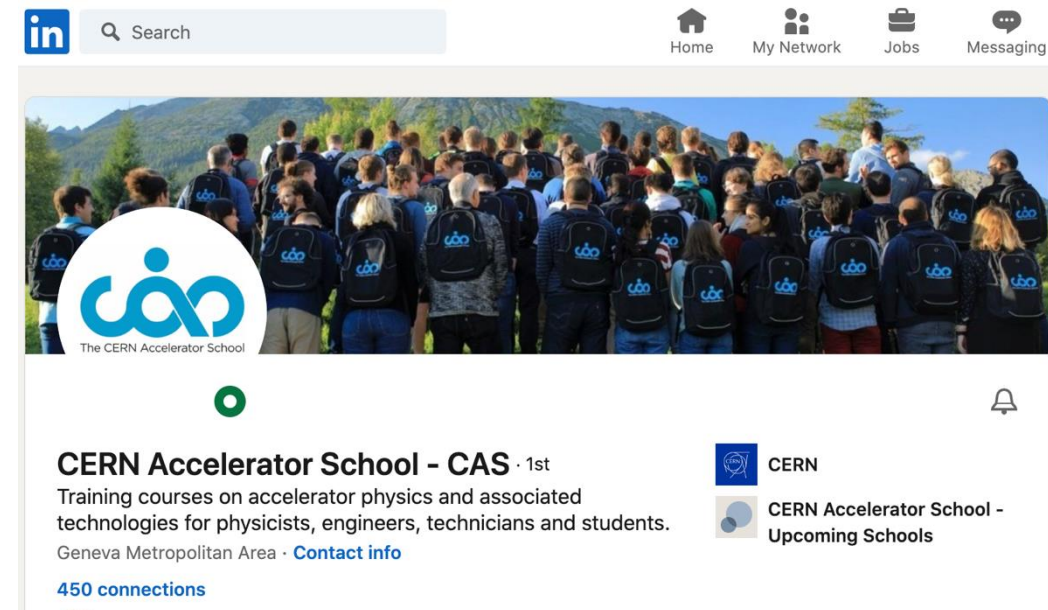 in
Search
Home
My Network
Jobs
Messaging
The CERN Accelerator School
CERN Accelerator School - CAS · 1st
Training courses on accelerator physics and associated
technologies for physicists, engineers, technicians and students.
Geneva Metropolitan Area · Contact info
450 connections
CERN
CERN
CERN Accelerator School -
Upcoming Schools